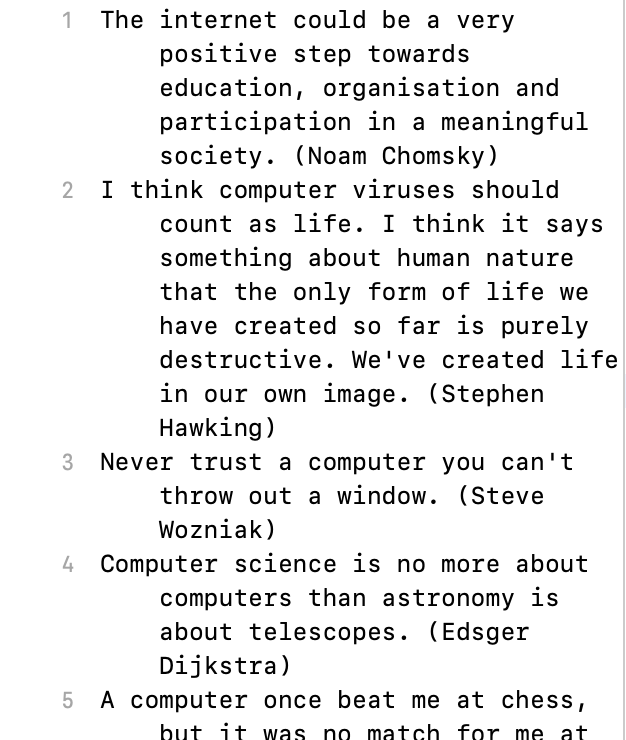 1 The internet could be a very
positive step towards
education, organisation and
participation in a meaningful
society. (Noam Chomsky)
2 I think computer viruses should
count as life. I think it says
something about human nature
that the only form of life we
have created so far is purely
destructive. We've created life
in our own image. (Stephen
Hawking)
3 Never trust a computer you can't
throw out a window. (Steve
Wozniak)
4 Computer science is no more about
computers than astronomy is
about telescopes. (Edsger
Dijkstra)
5 A computer once beat me at chess,
but it was no match for me at